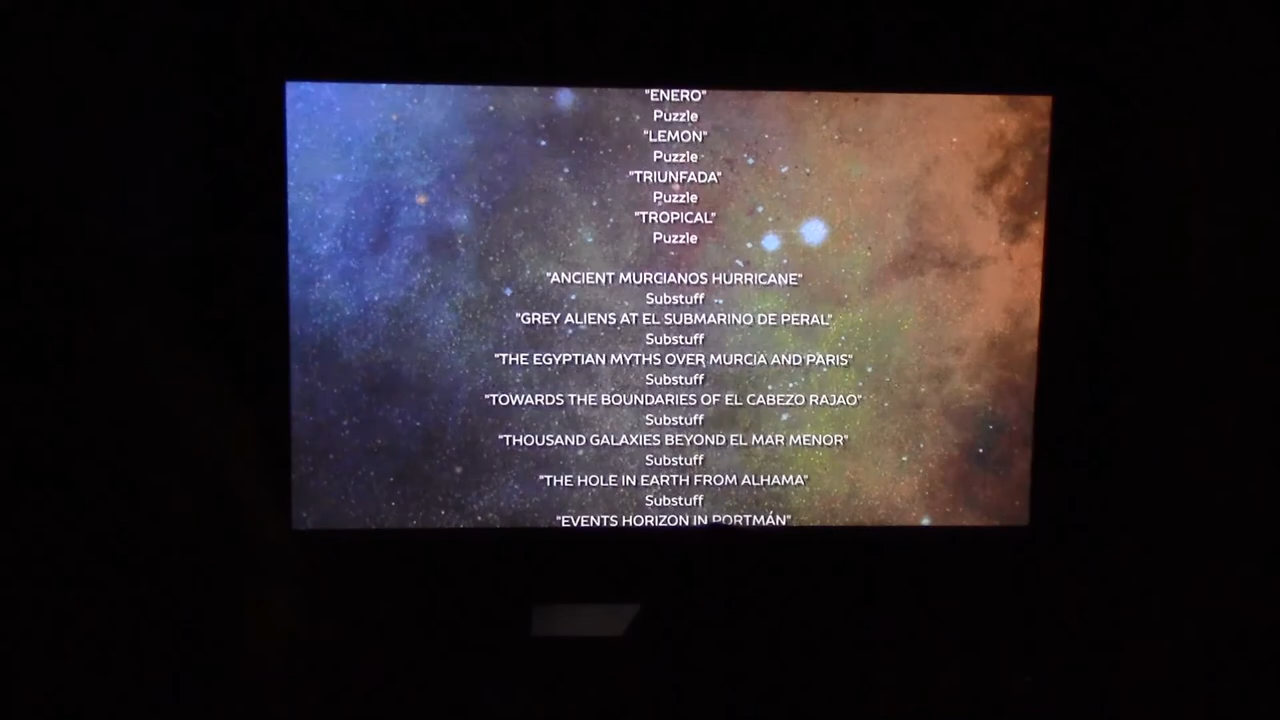 "ENERO"
Puzzle
"LEMON"
Puzzle
"TRIUNFADA"
Puzzle
"TROPICAL"
Puzzle
"ANCIENT MURCIANOS HURRICANE"
Substuff
"GREY ALIENS AT EL SUBMARINO DE PERAL"
Substuff
"THE EGYPTIAN MYTHS OVER MURCIA AND PARIS"
Substuff
"TOWARDS THE BOUNDARIES OF EL CABEZO RAJAO"
Substuff
"THOUSAND GALAXIES BEYOND EL MAR MENOR"
Substuff
"THE HOLE IN EARTH FROM ALHAMA"
Substuff
"EVENTS HORIZON IN PORTMÁN"